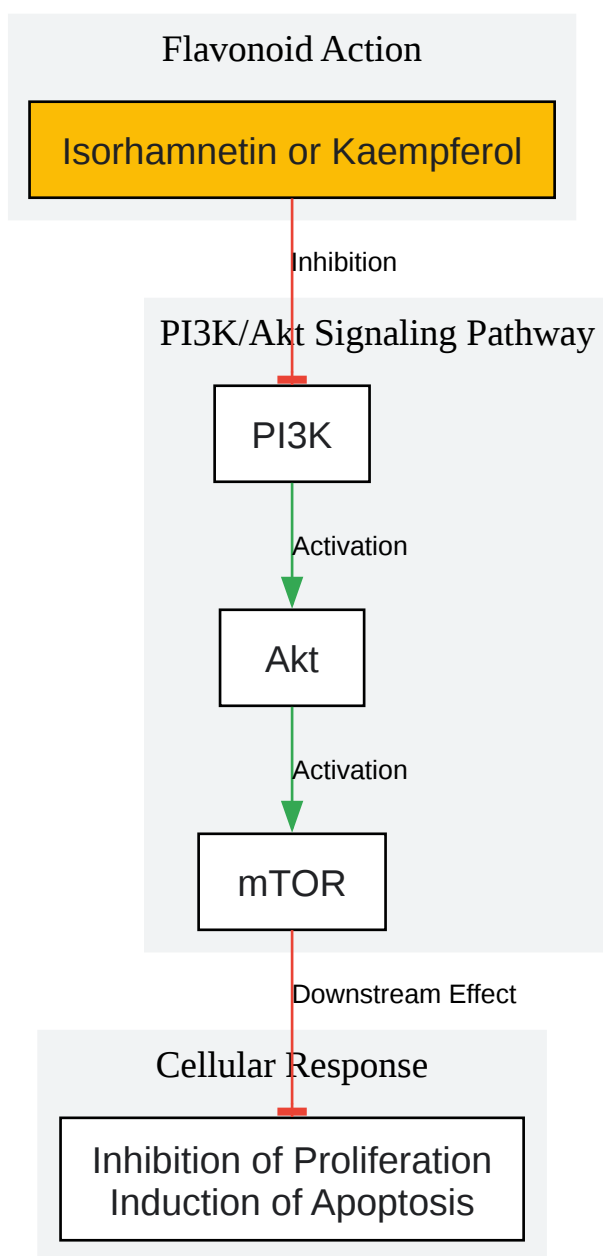 Flavonoid Action
Isorhamnetin or Kaempferol
Inhibition
PI3K/Akt Signaling Pathway
PI3K
Activation
Akt
Activation
mTOR
Downstream Effect
Cellular Response
Inhibition of Proliferation
Induction of Apoptosis